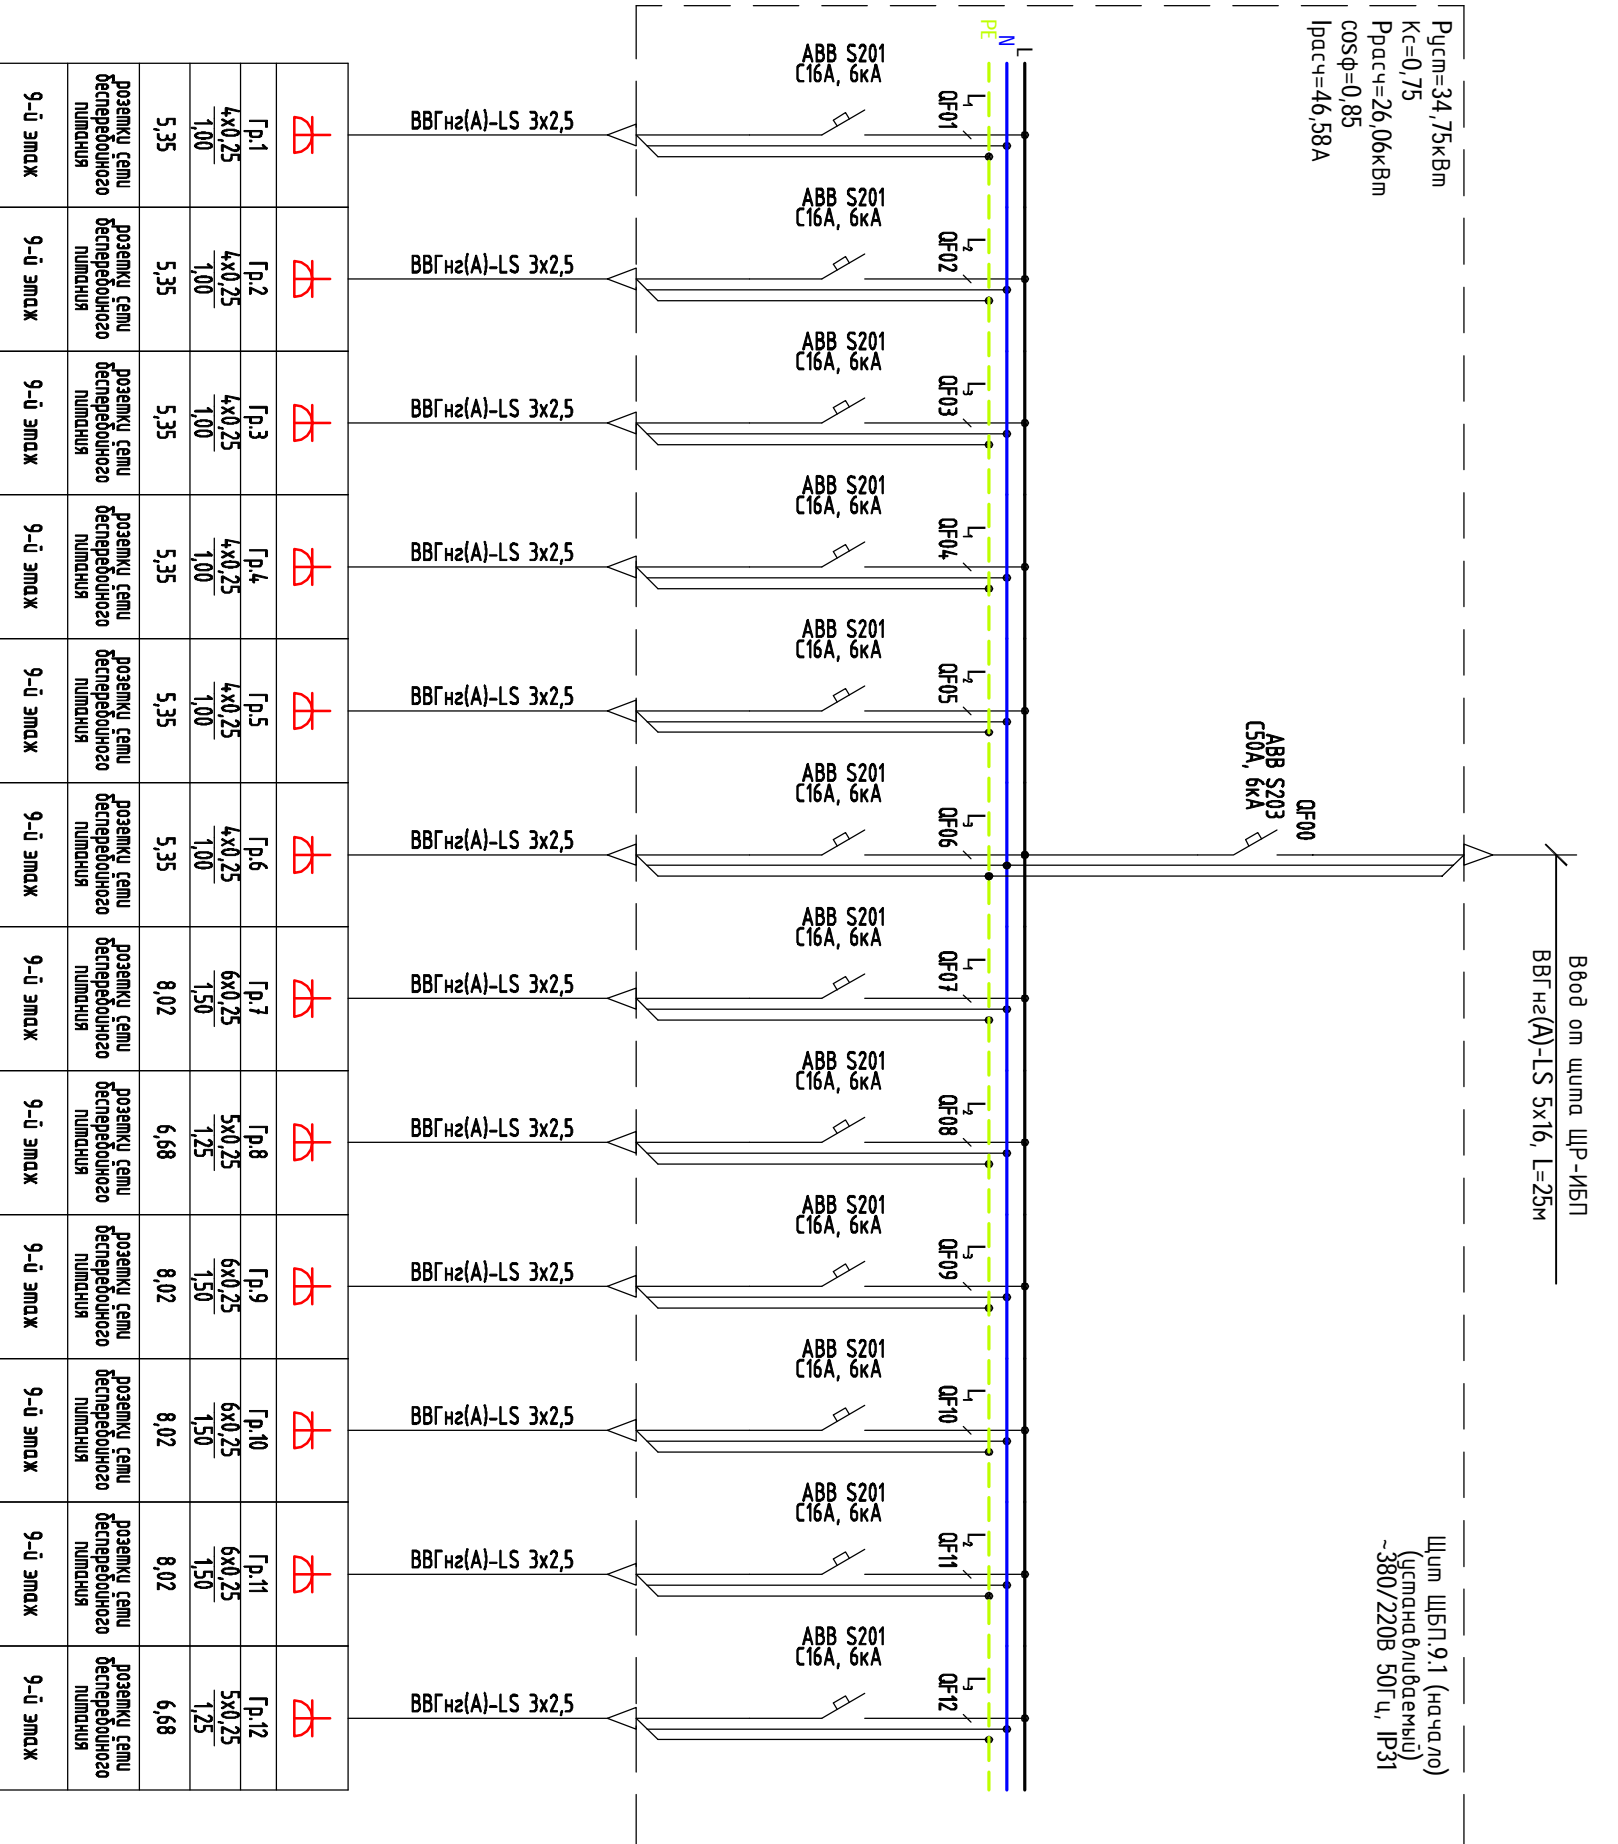 Pуст=34,75кВт
Kc=0,75
Pрасч=26,06кВт
cosφ=0,85
Iрасч=46,58А
Ввод от щита ЩР-ИБП
ВВГнг(А)-LS 5х16, L=25м
Щит ЩБП.9.1 (начало)
(устанавливаемый)
~380/220В 50Гц, IP31
QF00
ABB S203
C50A, 6кА
L
N
PE
L1
QF01
ABB S201
C16A, 6кА
ВВГнг(А)-LS 3х2,5
L2
QF02
ABB S201
C16A, 6кА
ВВГнг(А)-LS 3х2,5
L3
QF03
ABB S201
C16A, 6кА
ВВГнг(А)-LS 3х2,5
L1
QF04
ABB S201
C16A, 6кА
ВВГнг(А)-LS 3х2,5
L2
QF05
ABB S201
C16A, 6кА
ВВГнг(А)-LS 3х2,5
L3
QF06
ABB S201
C16A, 6кА
ВВГнг(А)-LS 3х2,5
L1
QF07
ABB S201
C16A, 6кА
ВВГнг(А)-LS 3х2,5
L2
QF08
ABB S201
C16A, 6кА
ВВГнг(А)-LS 3х2,5
L3
QF09
ABB S201
C16A, 6кА
ВВГнг(А)-LS 3х2,5
L1
QF10
ABB S201
C16A, 6кА
ВВГнг(А)-LS 3х2,5
L2
QF11
ABB S201
C16A, 6кА
ВВГнг(А)-LS 3х2,5
L3
QF12
ABB S201
C16A, 6кА
ВВГнг(А)-LS 3х2,5
Гр.1
4х0,25
1,00
5,35
розетки сети
бесперебойного
питания
9-й этаж
Гр.2
4х0,25
1,00
5,35
розетки сети
бесперебойного
питания
9-й этаж
Гр.3
4х0,25
1,00
5,35
розетки сети
бесперебойного
питания
9-й этаж
Гр.4
4х0,25
1,00
5,35
розетки сети
бесперебойного
питания
9-й этаж
Гр.5
4х0,25
1,00
5,35
розетки сети
бесперебойного
питания
9-й этаж
Гр.6
4х0,25
1,00
5,35
розетки сети
бесперебойного
питания
9-й этаж
Гр.7
6х0,25
1,50
8,02
розетки сети
бесперебойного
питания
9-й этаж
Гр.8
5х0,25
1,25
6,68
розетки сети
бесперебойного
питания
9-й этаж
Гр.9
6х0,25
1,50
8,02
розетки сети
бесперебойного
питания
9-й этаж
Гр.10
6х0,25
1,50
8,02
розетки сети
бесперебойного
питания
9-й этаж
Гр.11
6х0,25
1,50
8,02
розетки сети
бесперебойного
питания
9-й этаж
Гр.12
5х0,25
1,25
6,68
розетки сети
бесперебойного
питания
9-й этаж